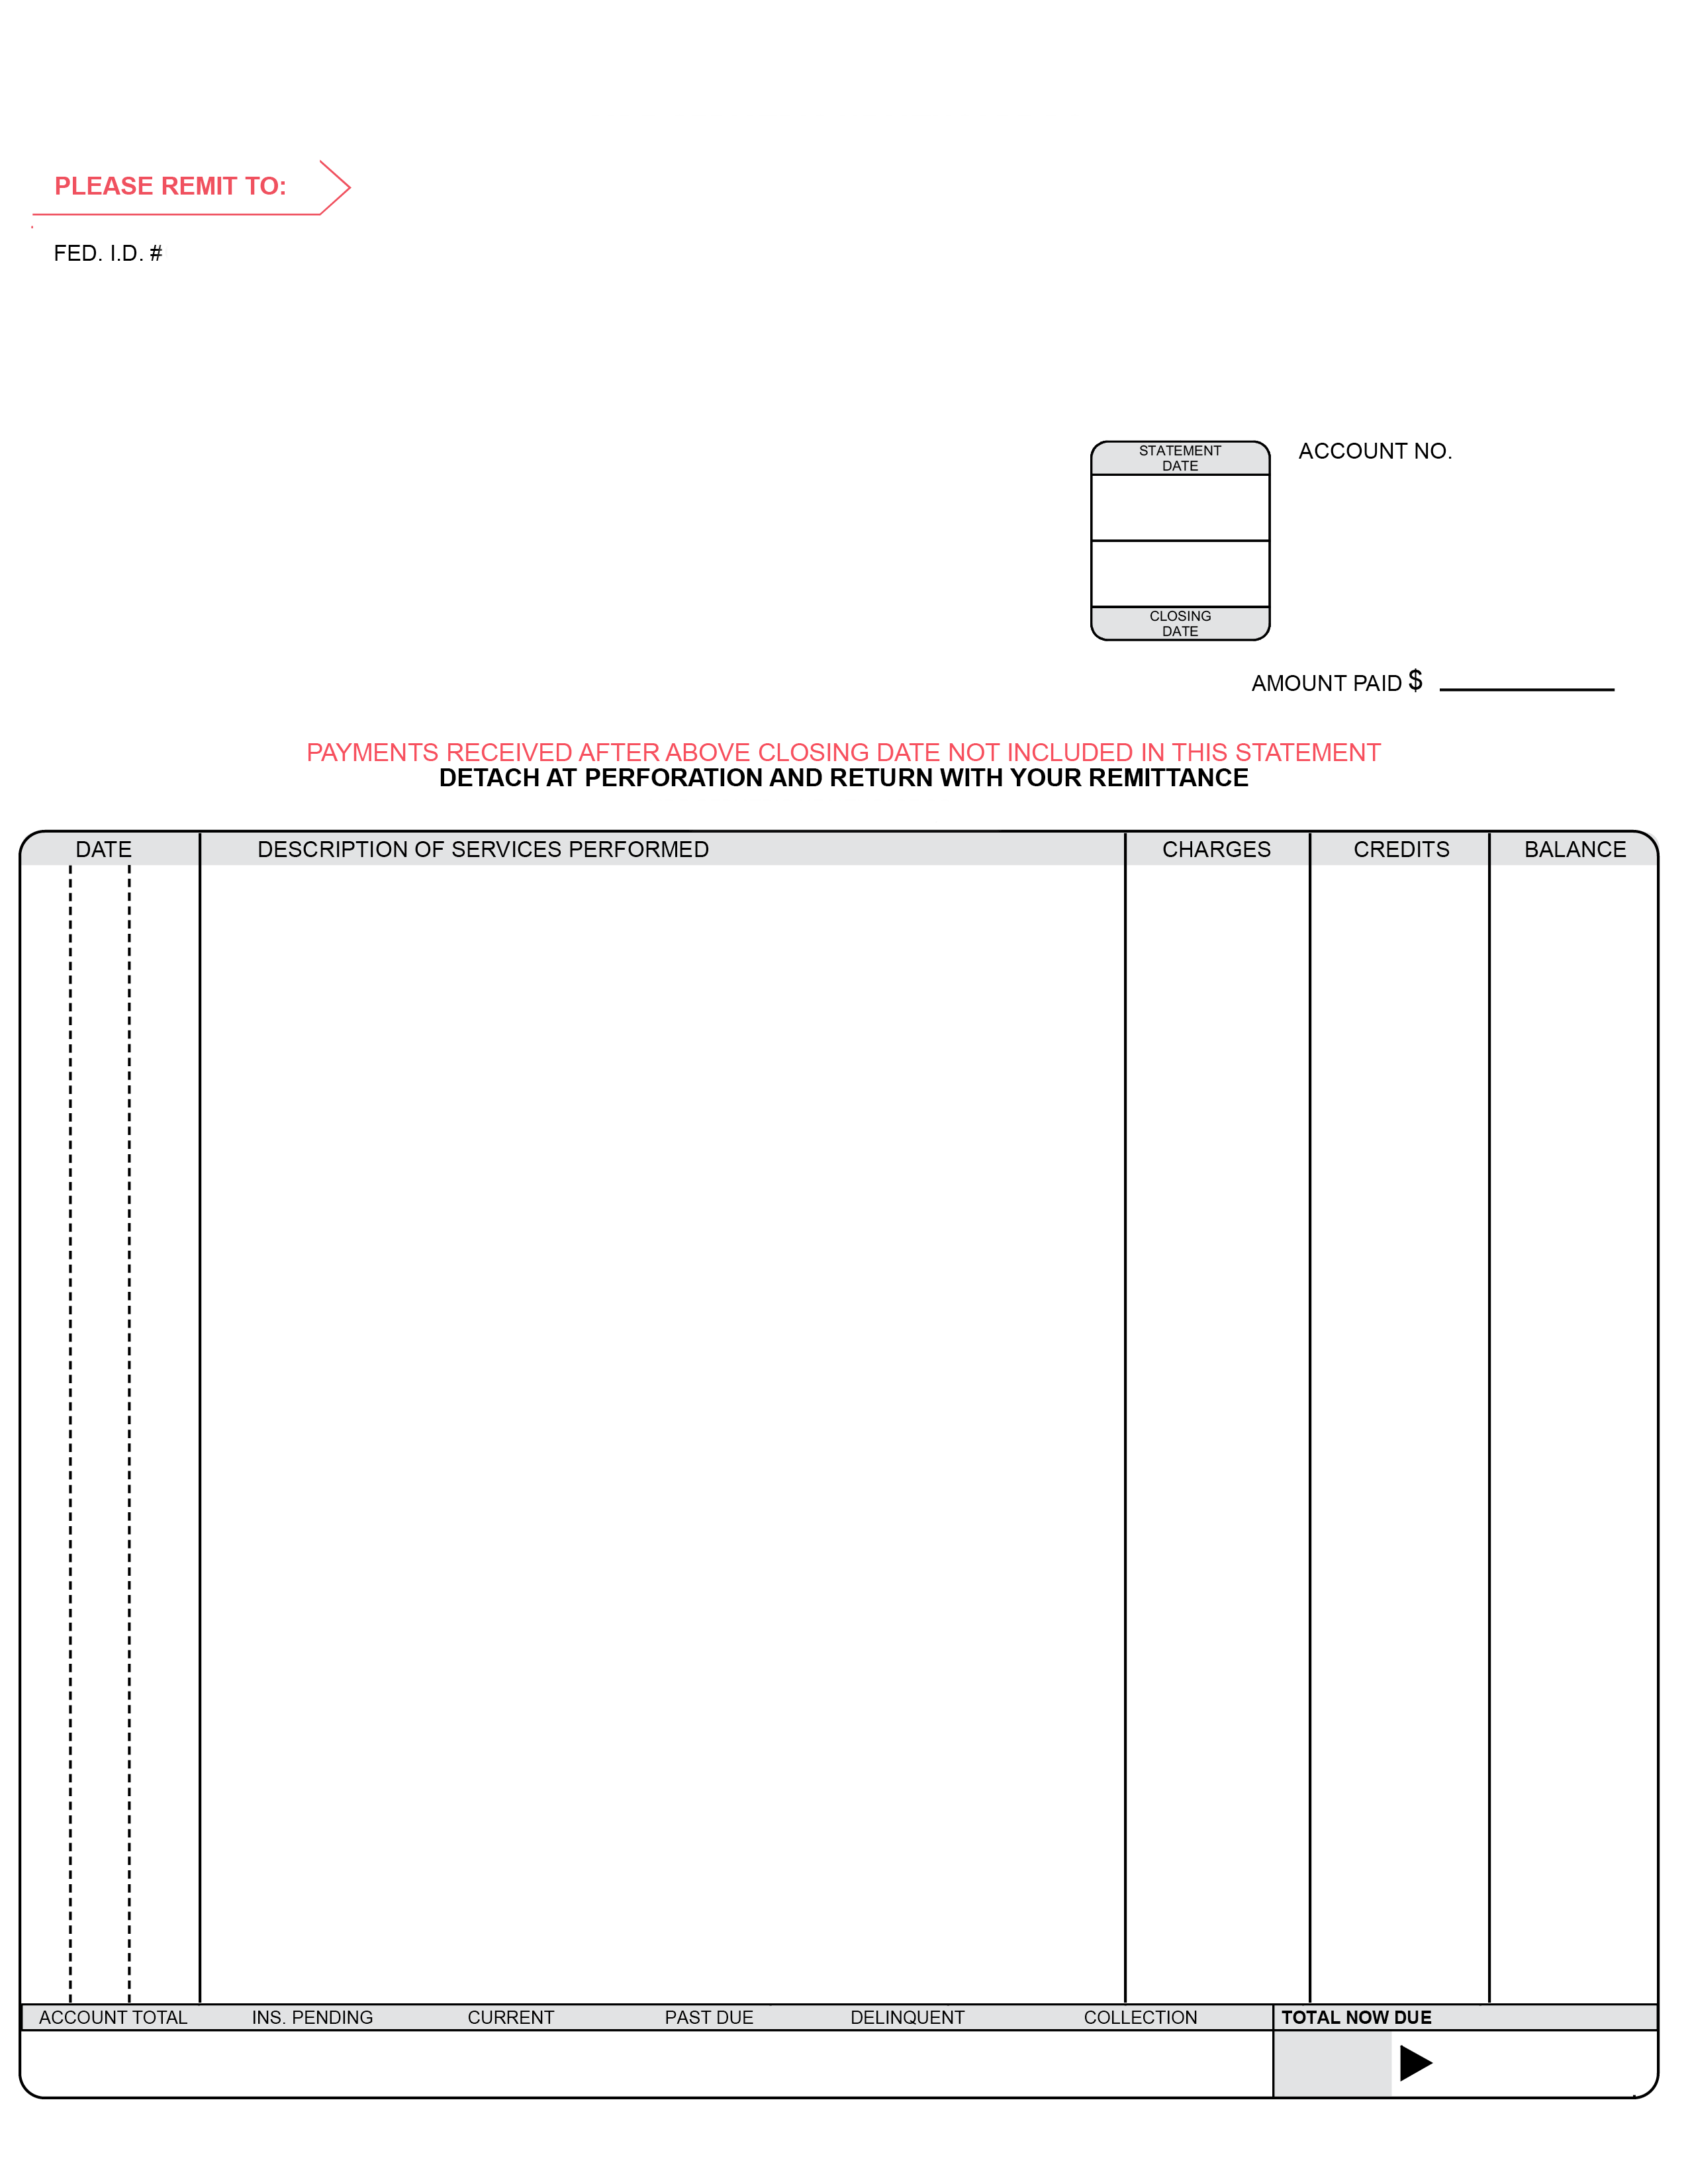 PLEASE REMIT TO:
FED. I.D. #
STATEMENT
DATE
ACCOUNT NO.
CLOSING
DATE
AMOUNT PAID $
PAYMENTS RECEIVED AFTER ABOVE CLOSING DATE NOT INCLUDED IN THIS STATEMENT
DETACH AT PERFORATION AND RETURN WITH YOUR REMITTANCE
DATE DESCRIPTION OF SERVICES PERFORMED CHARGES CREDITS BALANCE
ACCOUNT TOTAL INS. PENDING CURRENT PAST DUE DELINQUENT COLLECTION TOTAL NOW DUE